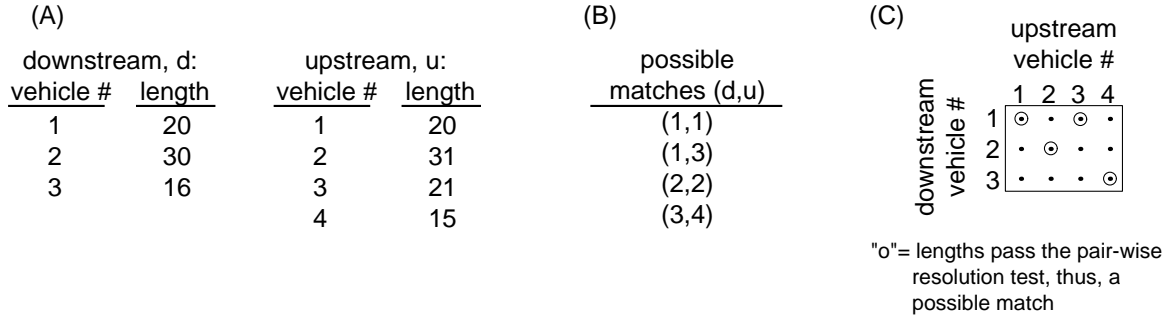 (A)
downstream, d:
vehicle # length
1 20
2 30
3 16
upstream, u:
vehicle # length
1 20
2 31
3 21
4 15
(B)
possible
matches (d,u)
(1,1)
(1,3)
(2,2)
(3,4)
(C)
upstream
vehicle #
1 2 3 4
downstream
vehicle #
1
2
3
"o"= lengths pass the pair-wise
resolution test, thus, a
possible match